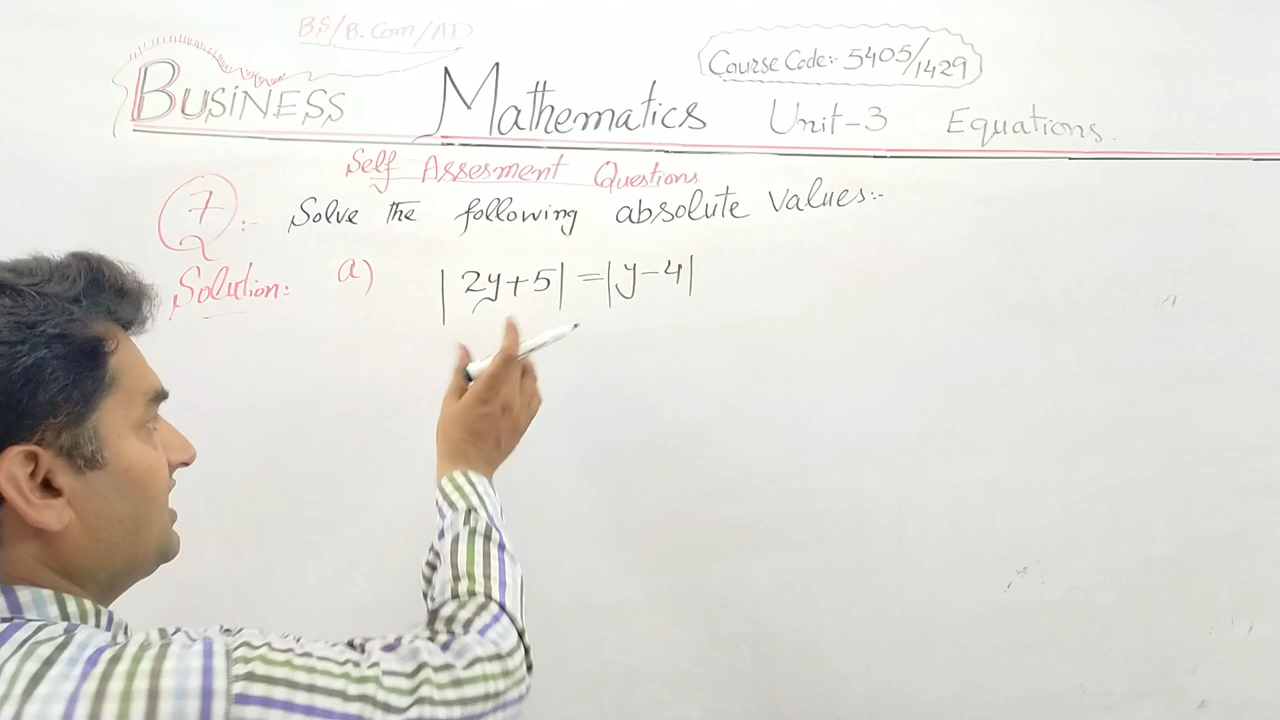 BS/B.Com/AD
BUSINESS Mathematics Unit-3 Equations
Course Code:- 5405/1429
Self Assesment Questions
Q7:- Solve the following absolute values:-
Solution: a) |2y+5| = |y-4|